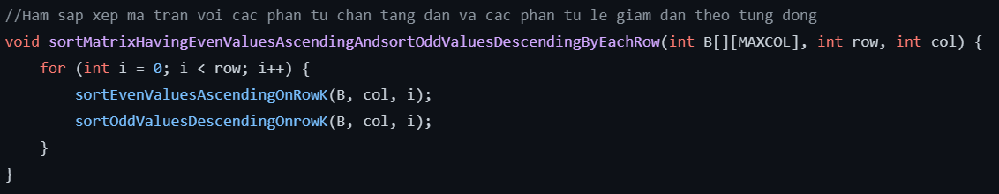 //Ham sap xep ma tran voi cac phan tu chan tang dan va cac phan tu le giam dan theo tung dong
void sortMatrixHavingEvenValuesAscendingAndsortOddValuesDescendingByEachRow(int B[][MAXCOL], int row, int col) {
    for (int i = 0; i < row; i++) {
        sortEvenValuesAscendingOnRowK(B, col, i);
        sortOddValuesDescendingOnrowK(B, col, i);
    }
}